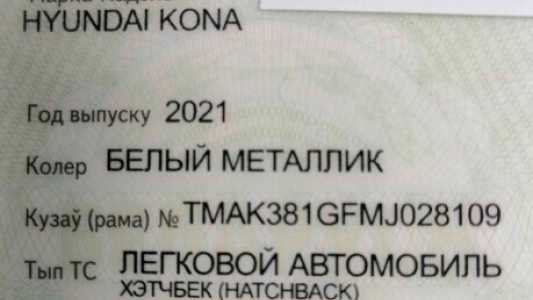 HYUNDAI KONA
Год выпуску 2021
Колер БЕЛЫЙ МЕТАЛЛИК
Кузаў (рама) № TMAK381GFMJ028109
Тып ТС ЛЕГКОВОЙ АВТОМОБИЛЬ
ХЭТЧБЕК (HATCHBACK)